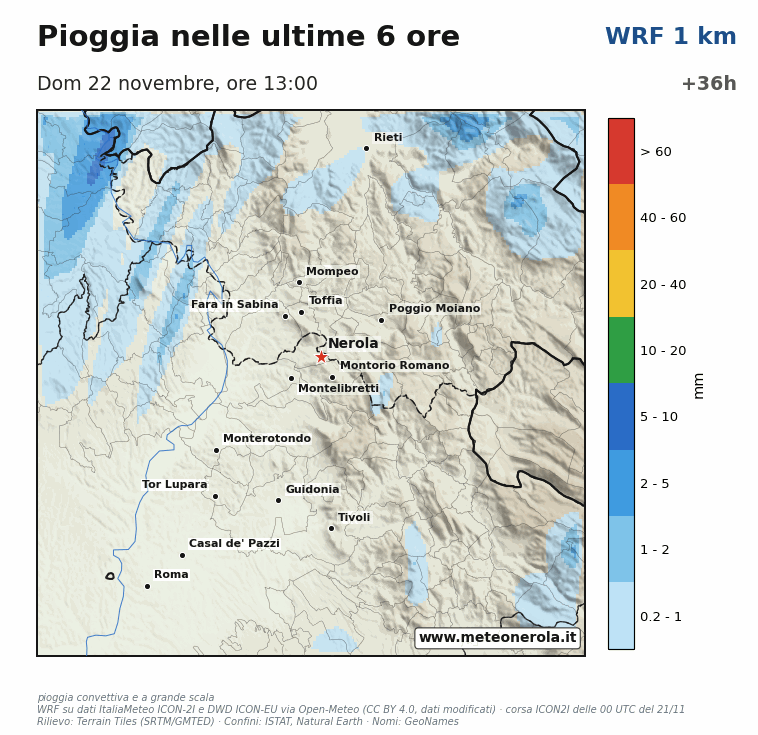 Pioggia nelle ultime 6 ore
WRF 1 km
Dom 22 novembre, ore 13:00
+36h
Rieti
Mompeo
Fara in Sabina
Toffia
Poggio Moiano
Nerola
Montorio Romano
Montelibretti
Monterotondo
Tor Lupara
Guidonia
Tivoli
Casal de' Pazzi
Roma
www.meteonerola.it
> 60
40 - 60
20 - 40
10 - 20
5 - 10
2 - 5
1 - 2
0.2 - 1
mm
pioggia convettiva e a grande scala
WRF su dati ItaliaMeteo ICON-2I e DWD ICON-EU via Open-Meteo (CC BY 4.0, dati modificati) · corsa ICON2I delle 00 UTC del 21/11
Rilievo: Terrain Tiles (SRTM/GMTED) · Confini: ISTAT, Natural Earth · Nomi: GeoNames